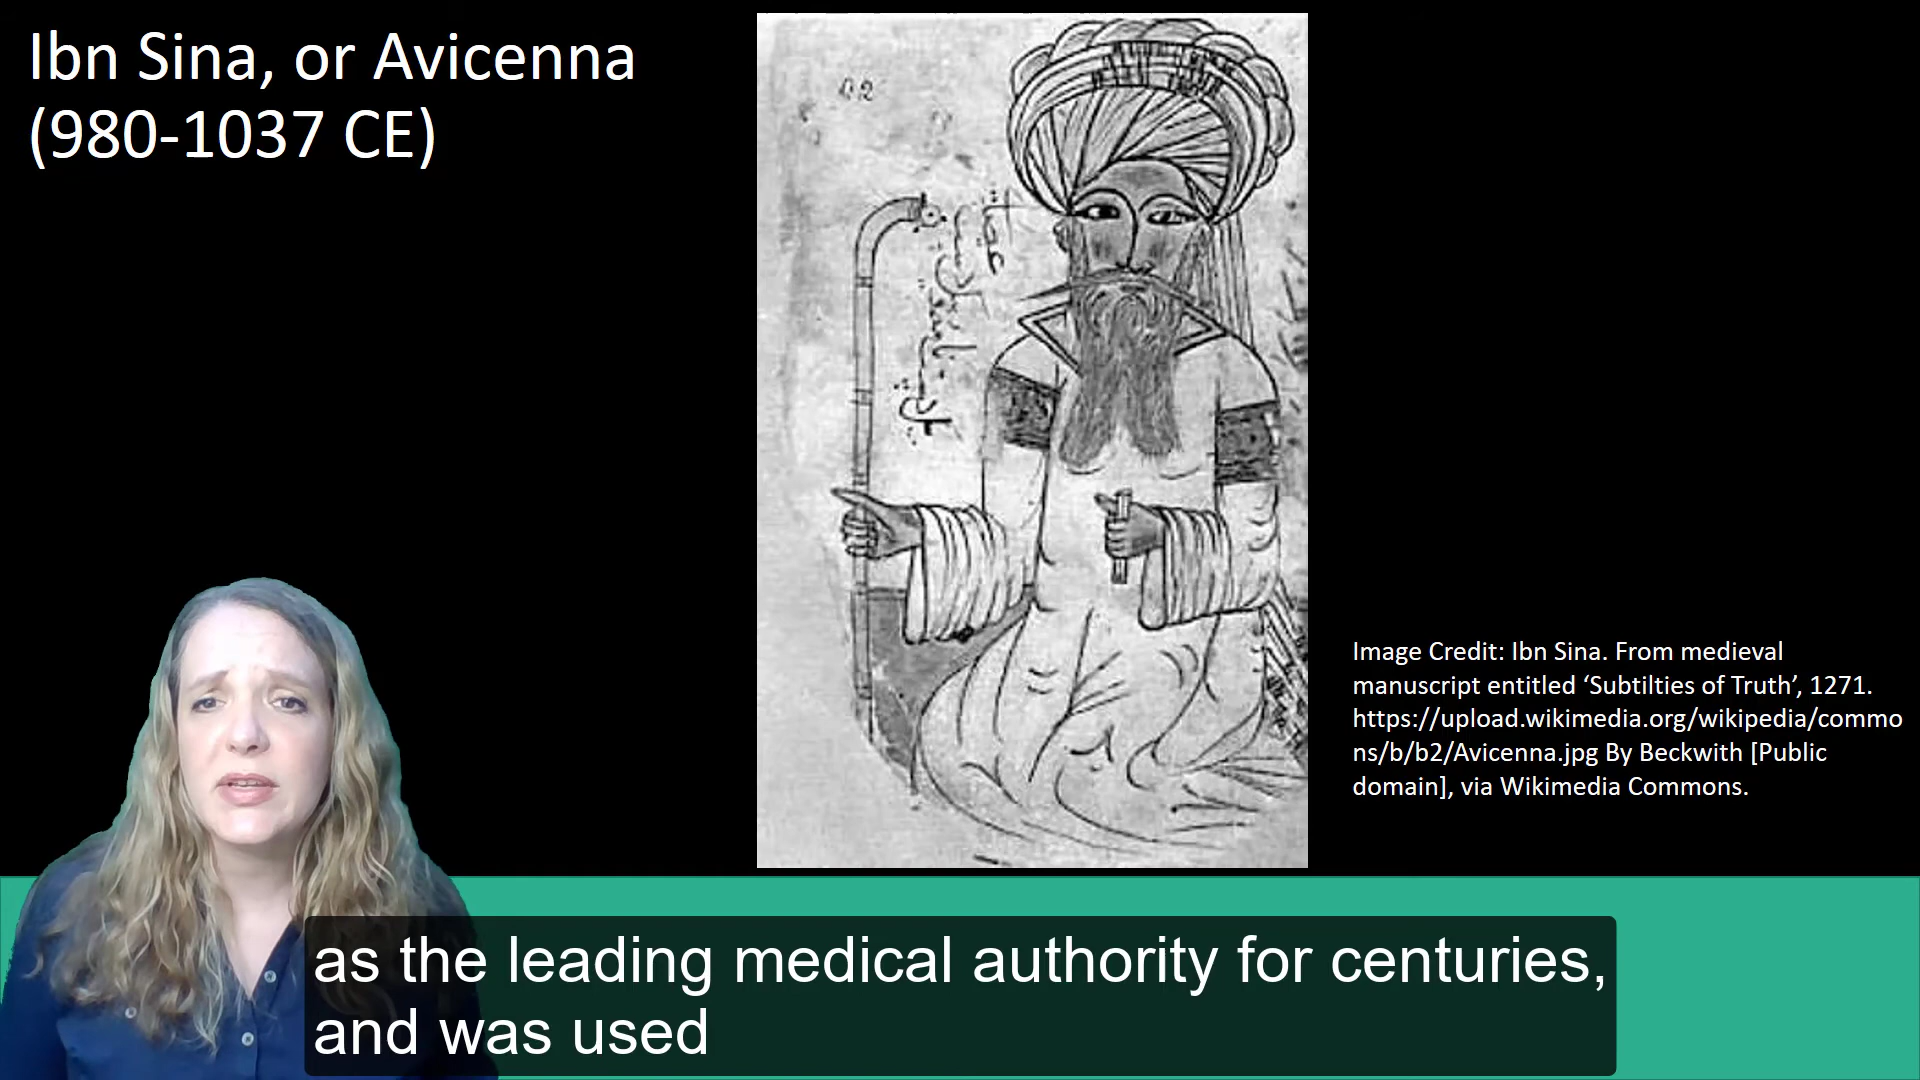 Ibn Sina, or Avicenna
(980-1037 CE)
Image Credit: Ibn Sina. From medieval
manuscript entitled ‘Subtilties of Truth’, 1271.
https://upload.wikimedia.org/wikipedia/commo
ns/b/b2/Avicenna.jpg By Beckwith [Public
domain], via Wikimedia Commons.
as the leading medical authority for centuries,
and was used